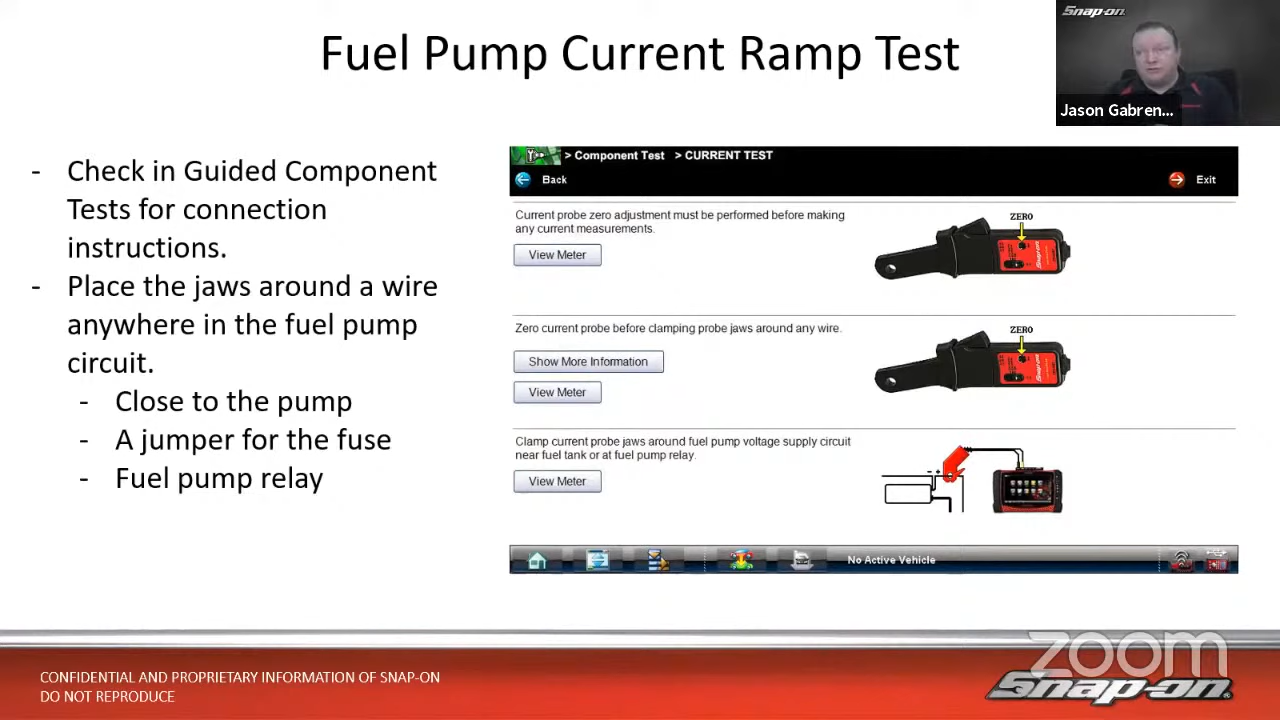 Fuel Pump Current Ramp Test
Snap-on
Jason Gabren...
- Check in Guided Component
Tests for connection
instructions.
- Place the jaws around a wire
anywhere in the fuel pump
circuit.
- Close to the pump
- A jumper for the fuse
- Fuel pump relay
> Component Test > CURRENT TEST
Back
Exit
Current probe zero adjustment must be performed before making
any current measurements.
View Meter
ZERO
Snap-on
Zero current probe before clamping probe jaws around any wire.
Show More Information
View Meter
ZERO
Snap-on
Clamp current probe jaws around fuel pump voltage supply circuit
near fuel tank or at fuel pump relay.
View Meter
- +
No Active Vehicle
CONFIDENTIAL AND PROPRIETARY INFORMATION OF SNAP-ON
DO NOT REPRODUCE
zoom
Snap-on